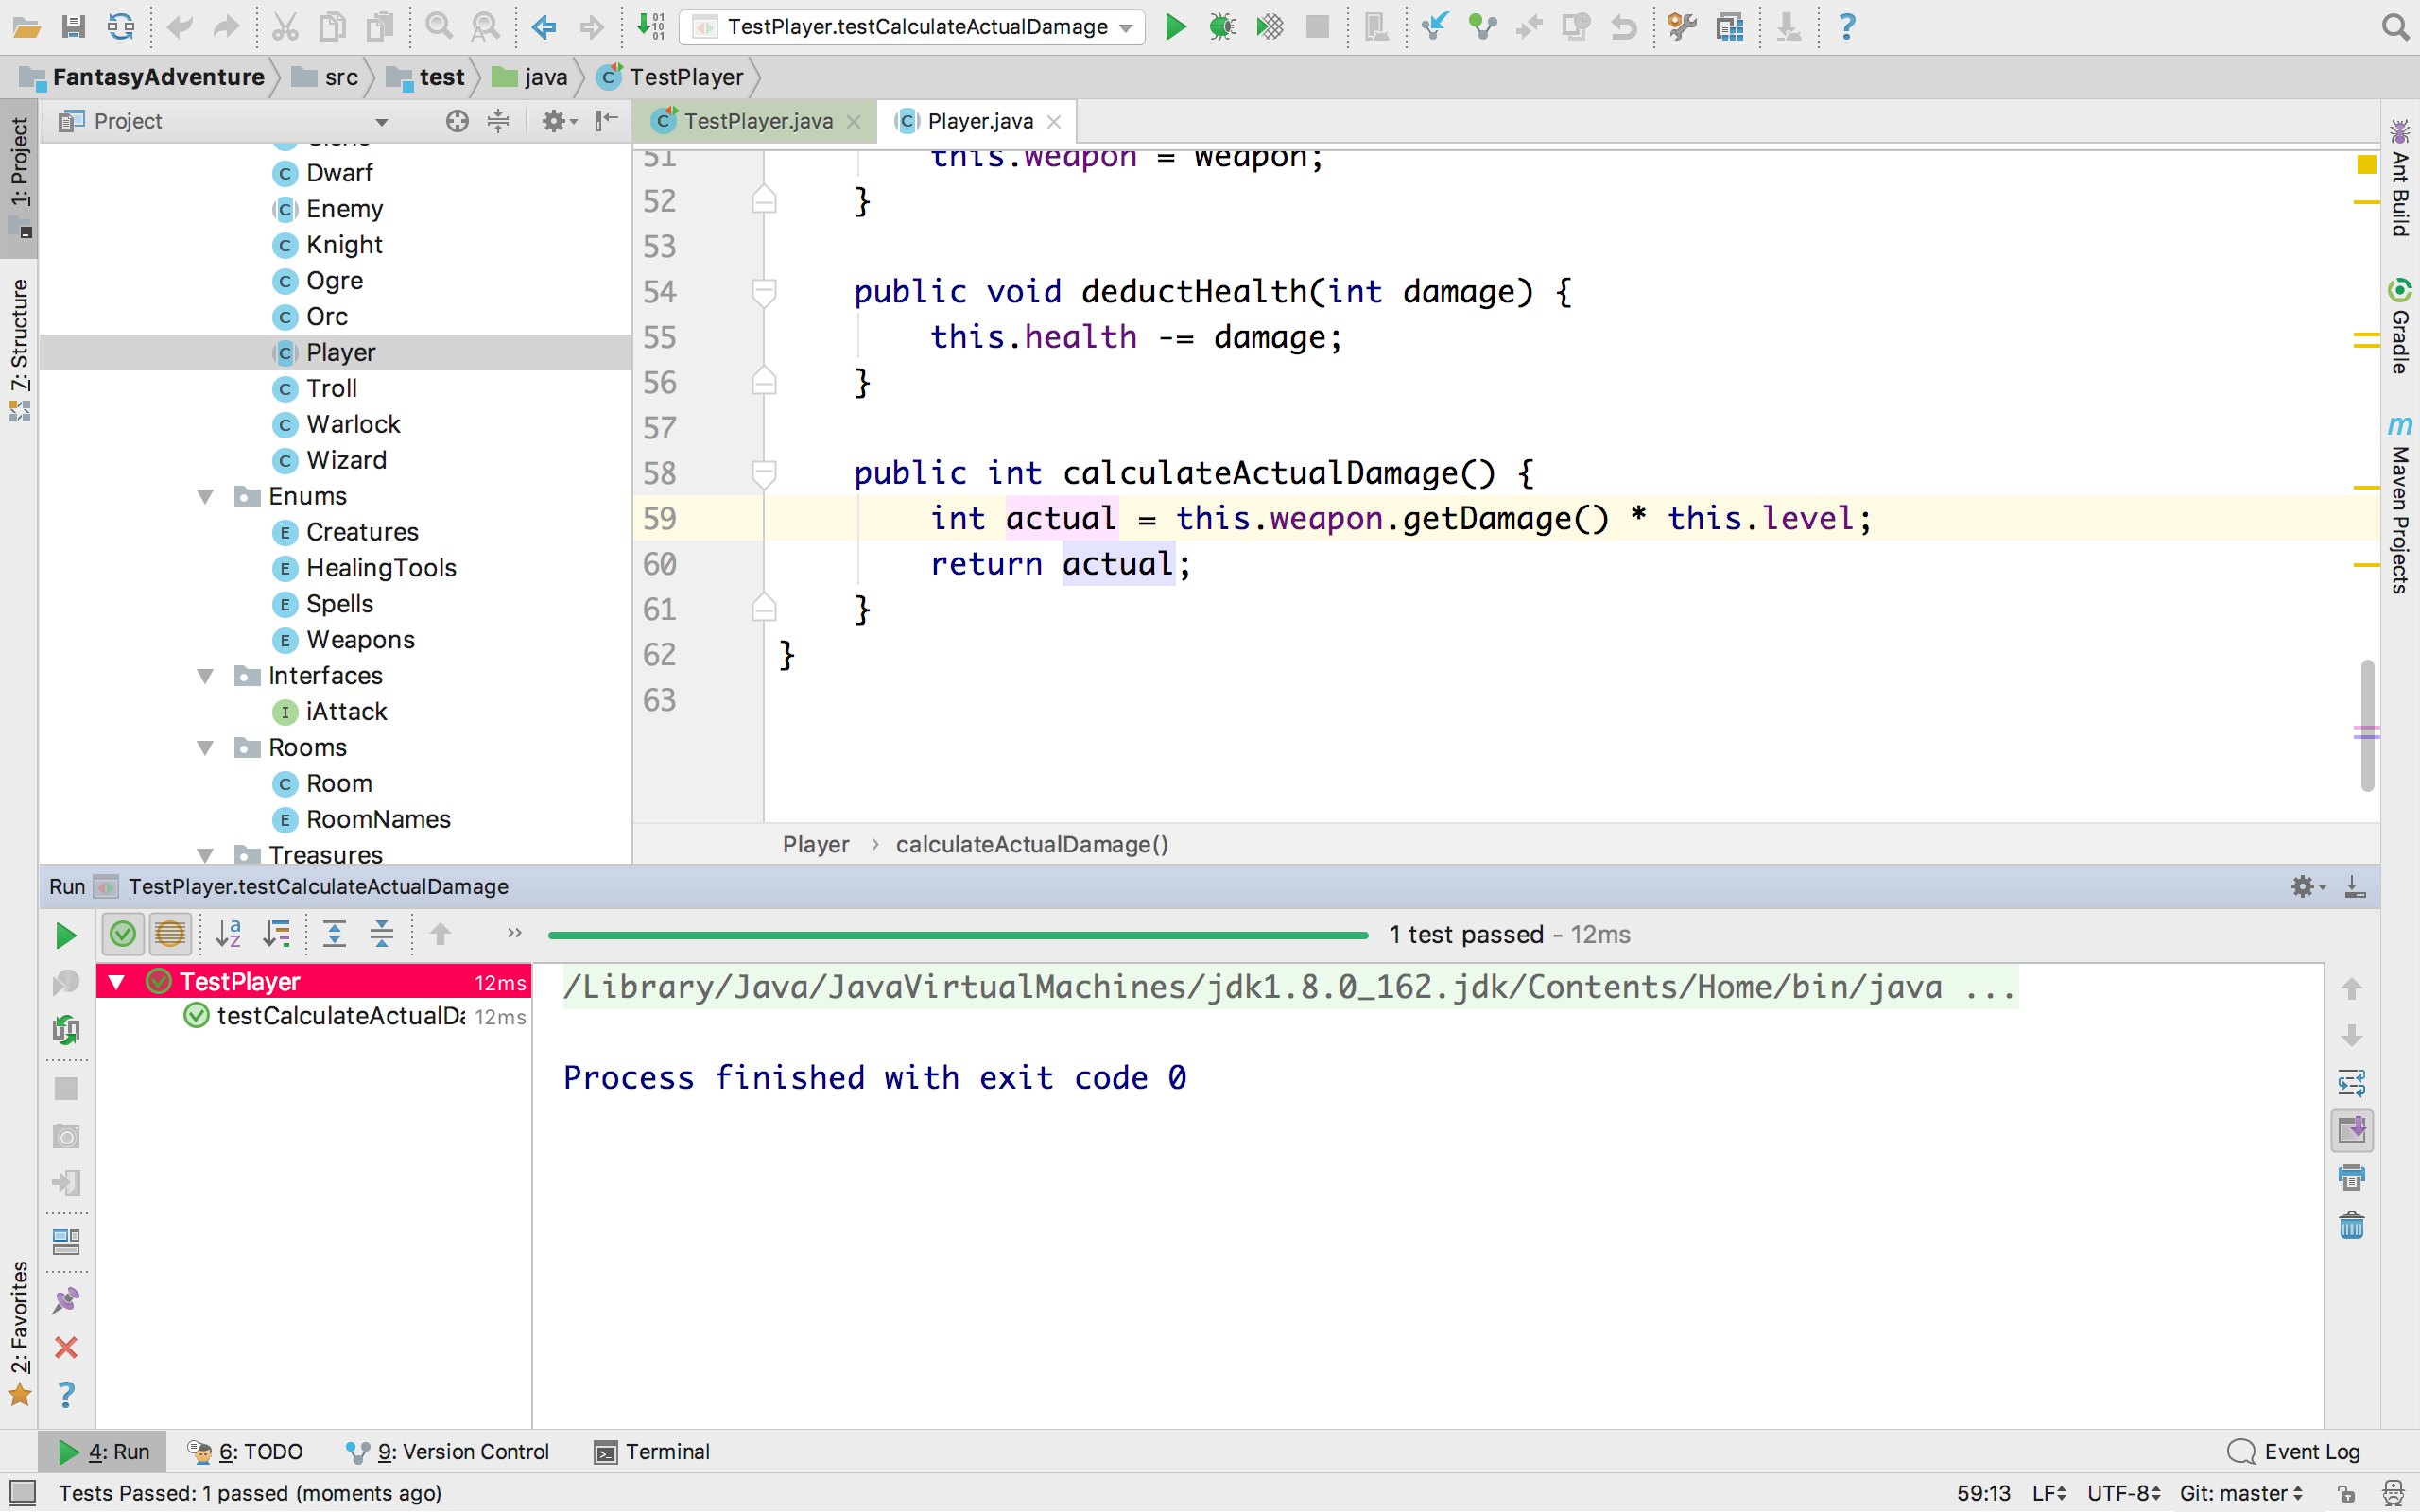 TestPlayer.testCalculateActualDamage
FantasyAdventure src test java TestPlayer
1: Project
7: Structure
2: Favorites
Project
Dwarf
Enemy
Knight
Ogre
Orc
Player
Troll
Warlock
Wizard
Enums
Creatures
HealingTools
Spells
Weapons
Interfaces
iAttack
Rooms
Room
RoomNames
Treasures
TestPlayer.java
Player.java
51 this.weapon = weapon;
52 }
53
54 public void deductHealth(int damage) {
55 this.health -= damage;
56 }
57
58 public int calculateActualDamage() {
59 int actual = this.weapon.getDamage() * this.level;
60 return actual;
61 }
62 }
63
Player › calculateActualDamage()
Ant Build
Gradle
Maven Projects
Run TestPlayer.testCalculateActualDamage
1 test passed - 12ms
TestPlayer 12ms
testCalculateActualDa 12ms
/Library/Java/JavaVirtualMachines/jdk1.8.0_162.jdk/Contents/Home/bin/java ...
Process finished with exit code 0
4: Run 6: TODO 9: Version Control Terminal Event Log
Tests Passed: 1 passed (moments ago) 59:13 LF UTF-8 Git: master